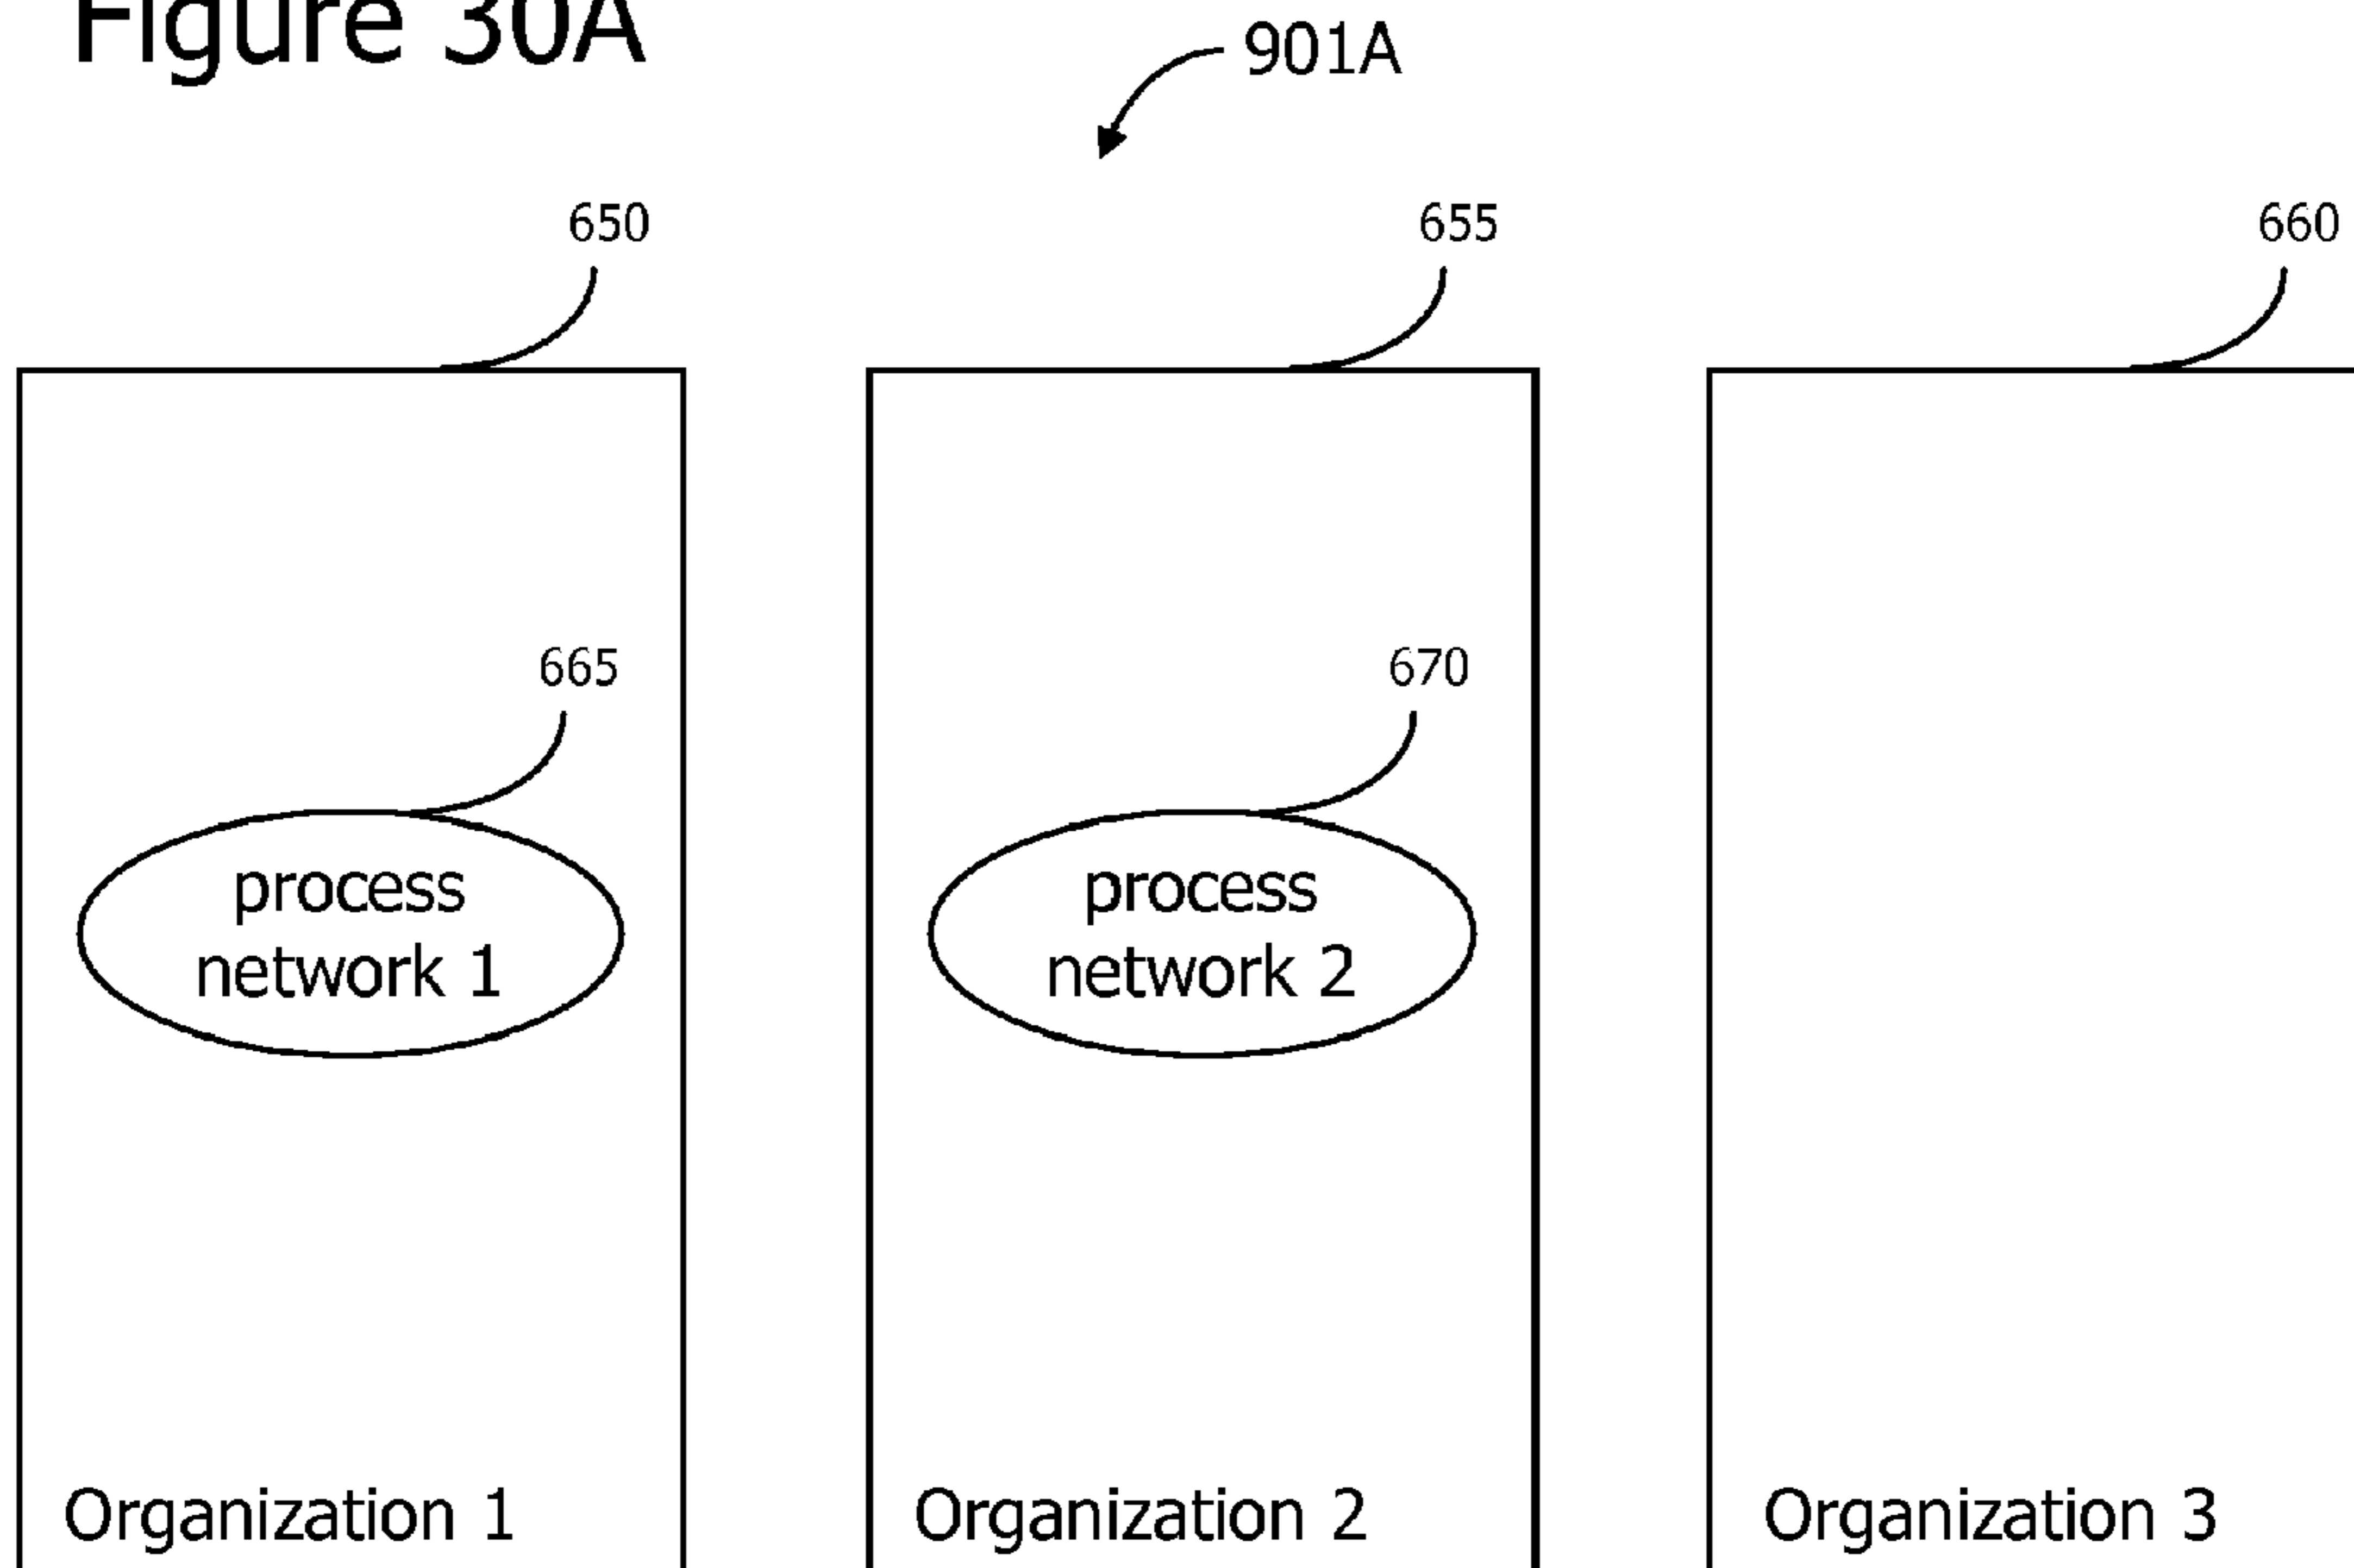 Figure 30A
901A
650
655
660
665
670
process
network 1
process
network 2
Organization 1
Organization 2
Organization 3